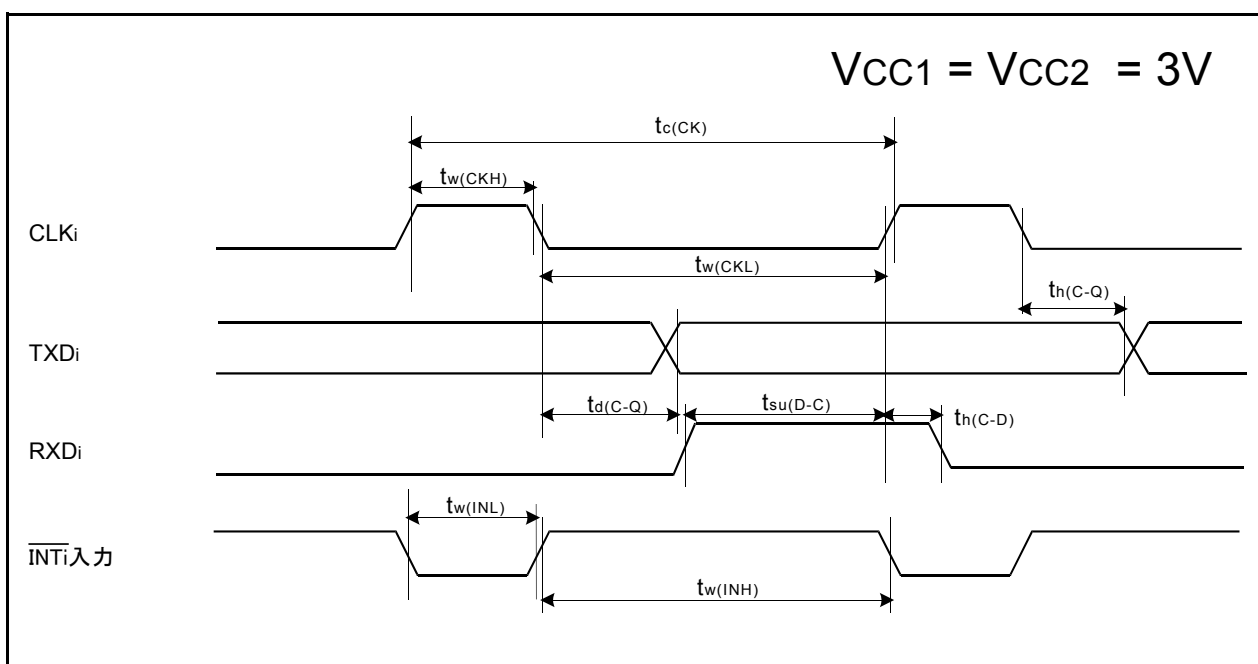 VCC1 = VCC2 = 3V
tc(CK)
tw(CKH)
CLKi
tw(CKL)
th(C-Q)
TXDi
td(C-Q)
tsu(D-C)
th(C-D)
RXDi
tw(INL)
INTi入力
tw(INH)